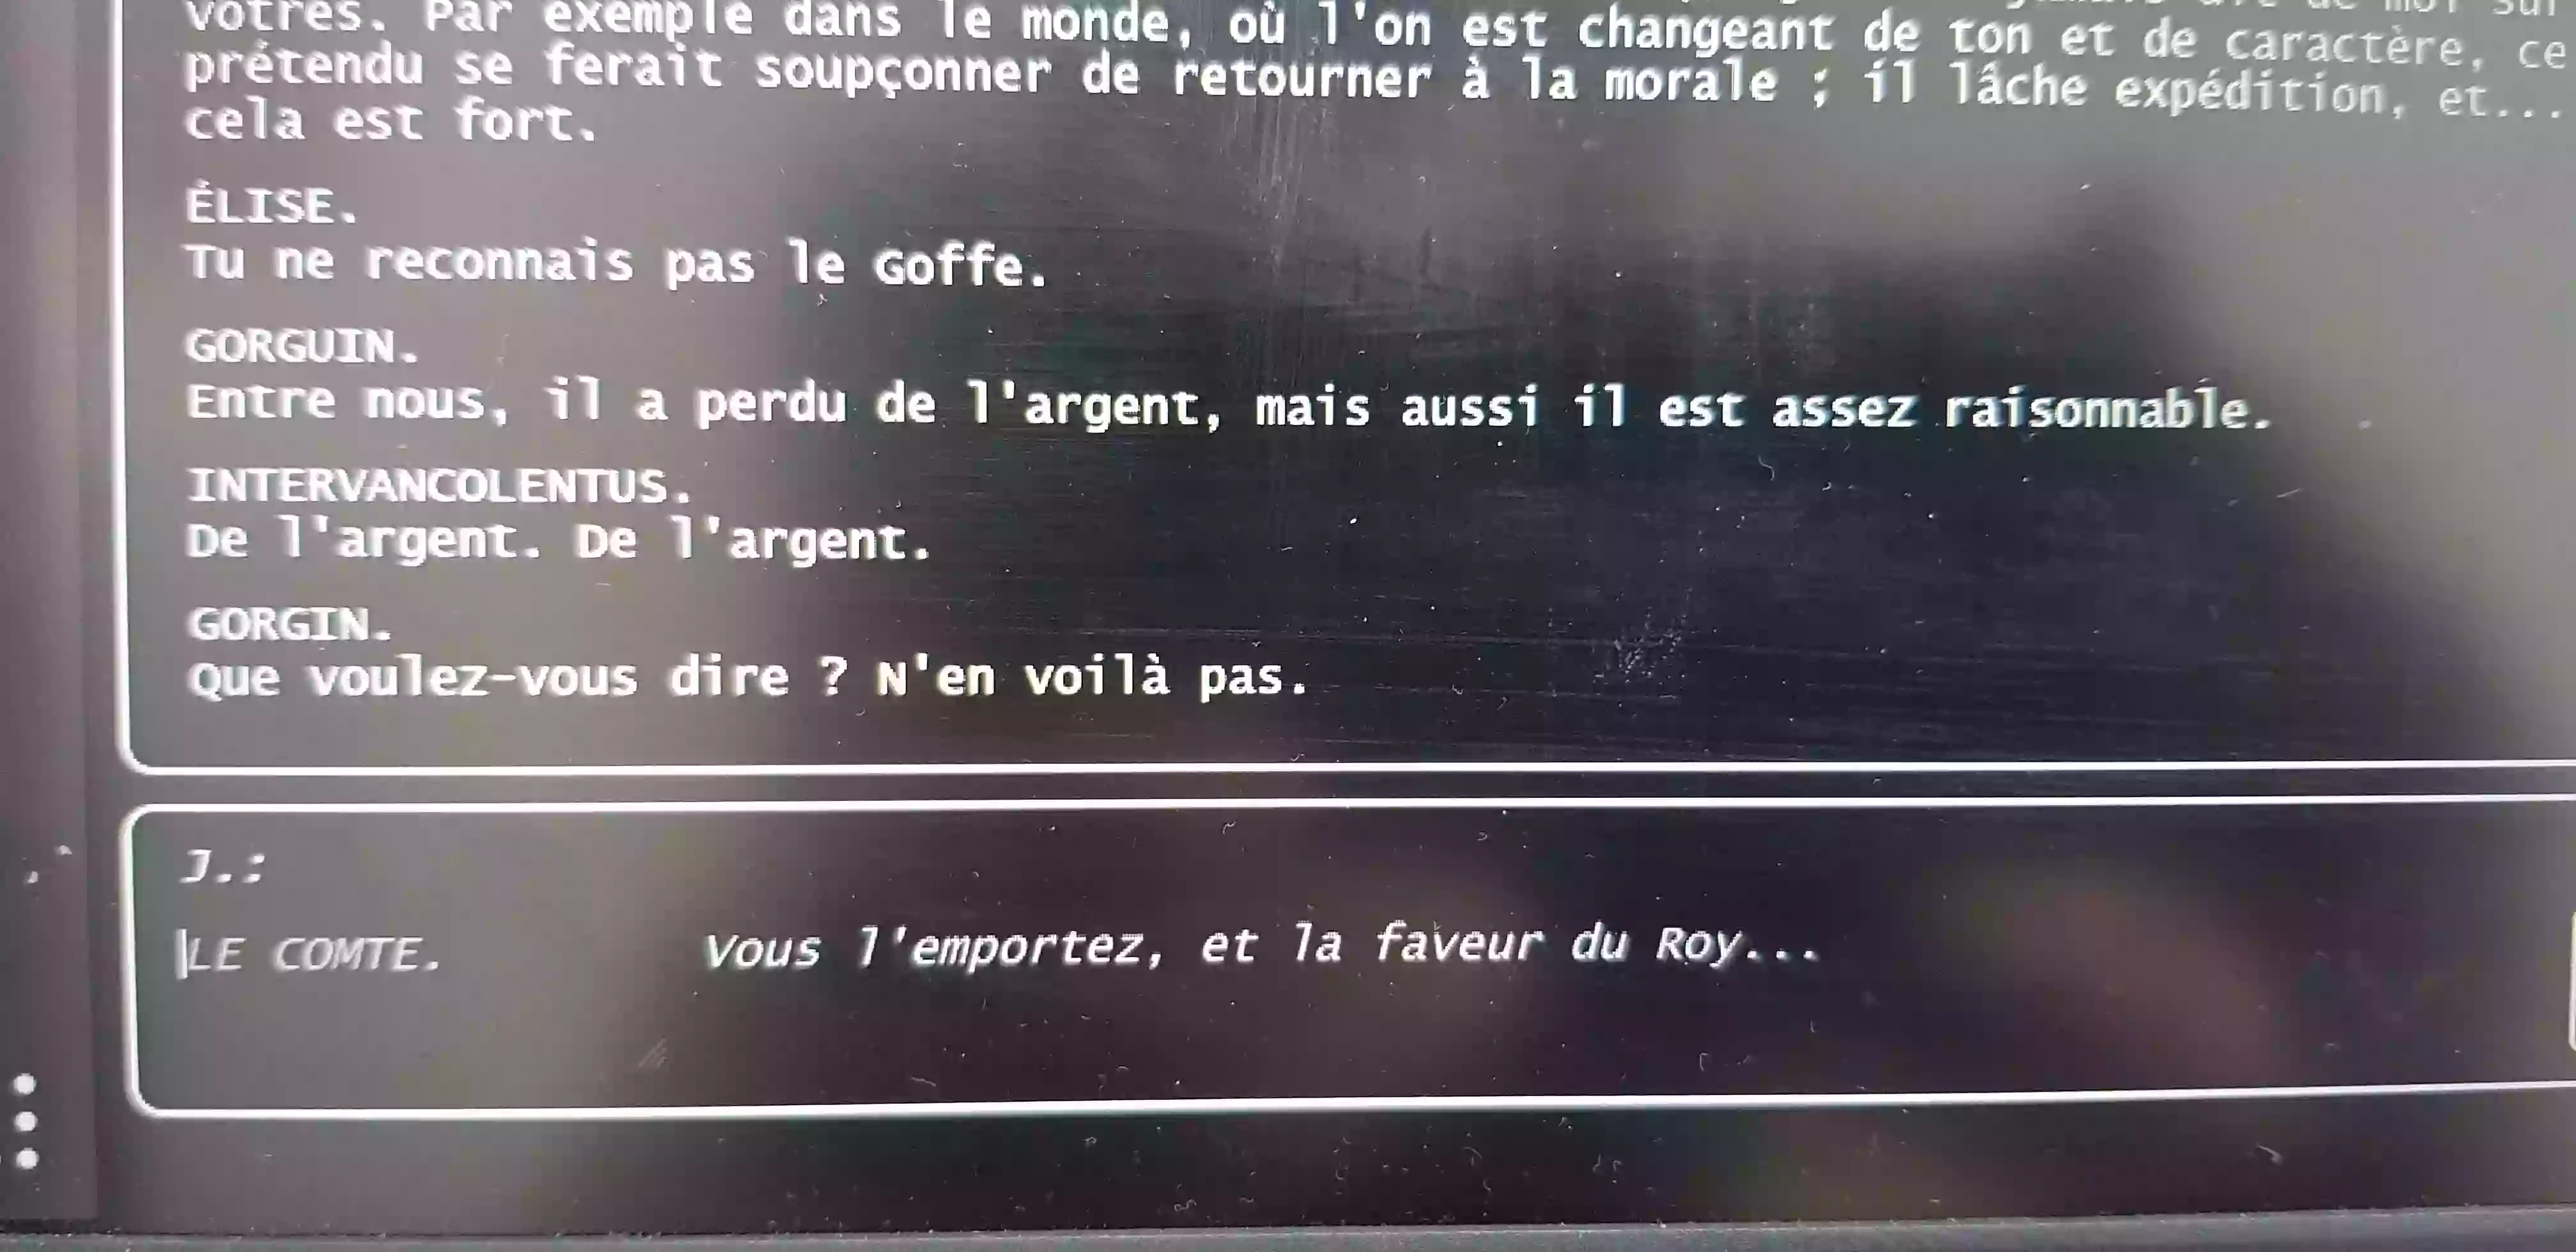 votres. Par exemple dans le monde, où l'on est changeant de ton et de caractère, ce
prétendu se ferait soupçonner de retourner à la morale ; il lâche expédition, et...
cela est fort.
ÉLISE.
Tu ne reconnais pas le Goffe.
GORGUIN.
Entre nous, il a perdu de l'argent, mais aussi il est assez raisonnable.
INTERVANCOLENTUS.
De l'argent. De l'argent.
GORGIN.
Que voulez-vous dire ? N'en voilà pas.
J.:
LE COMTE. Vous l'emportez, et la faveur du Roy...